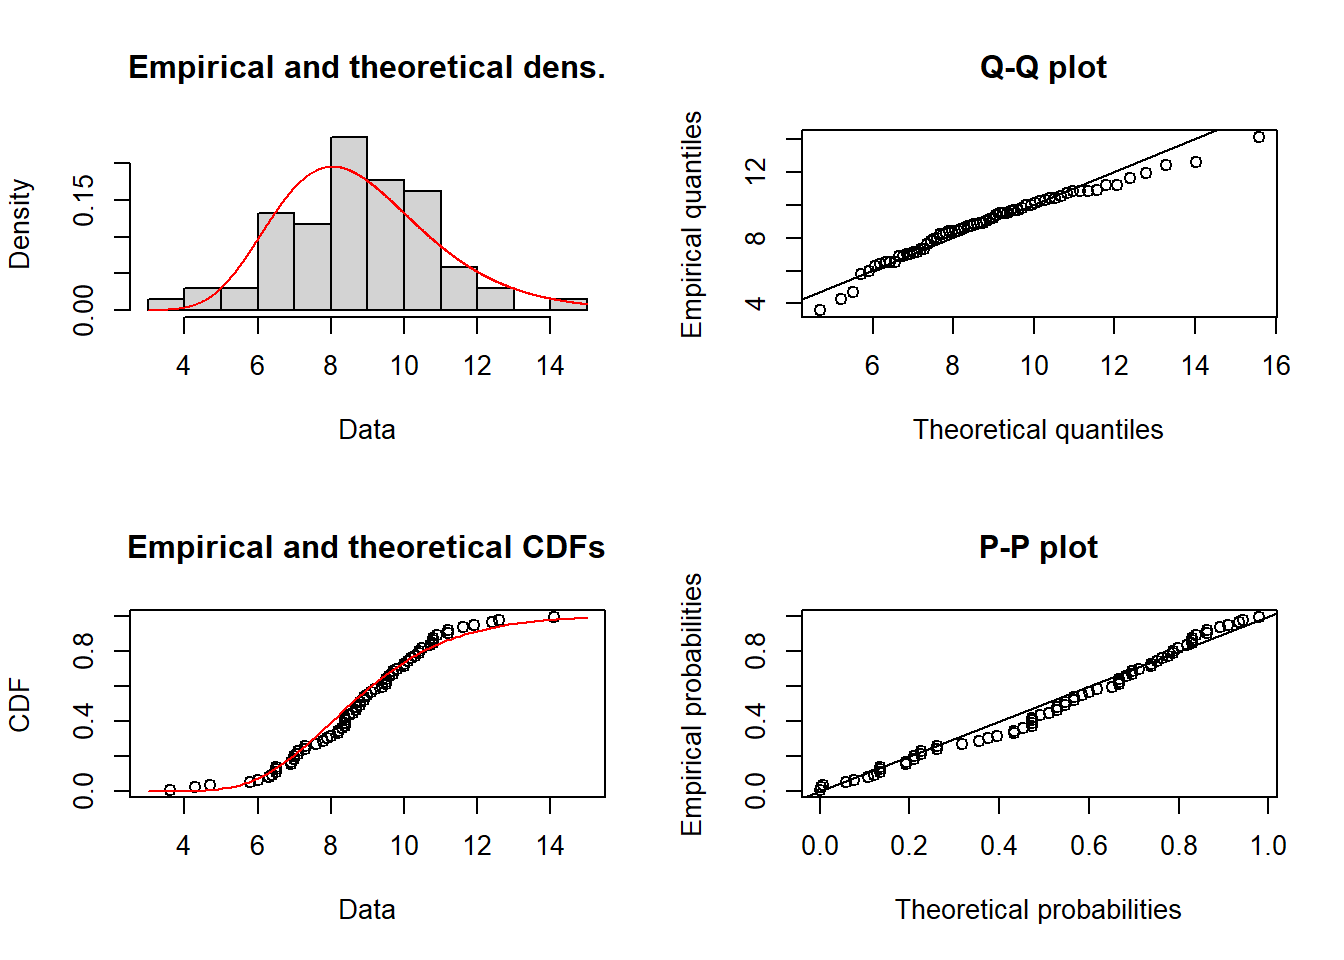 Empirical and theoretical dens.
Density
0.00 0.15
4 6 8 10 12 14
Data
Q-Q plot
Empirical quantiles
4 8 12
6 8 10 12 14 16
Theoretical quantiles
Empirical and theoretical CDFs
CDF
0.0 0.4 0.8
4 6 8 10 12 14
Data
P-P plot
Empirical probabilities
0.0 0.4 0.8
0.0 0.2 0.4 0.6 0.8 1.0
Theoretical probabilities